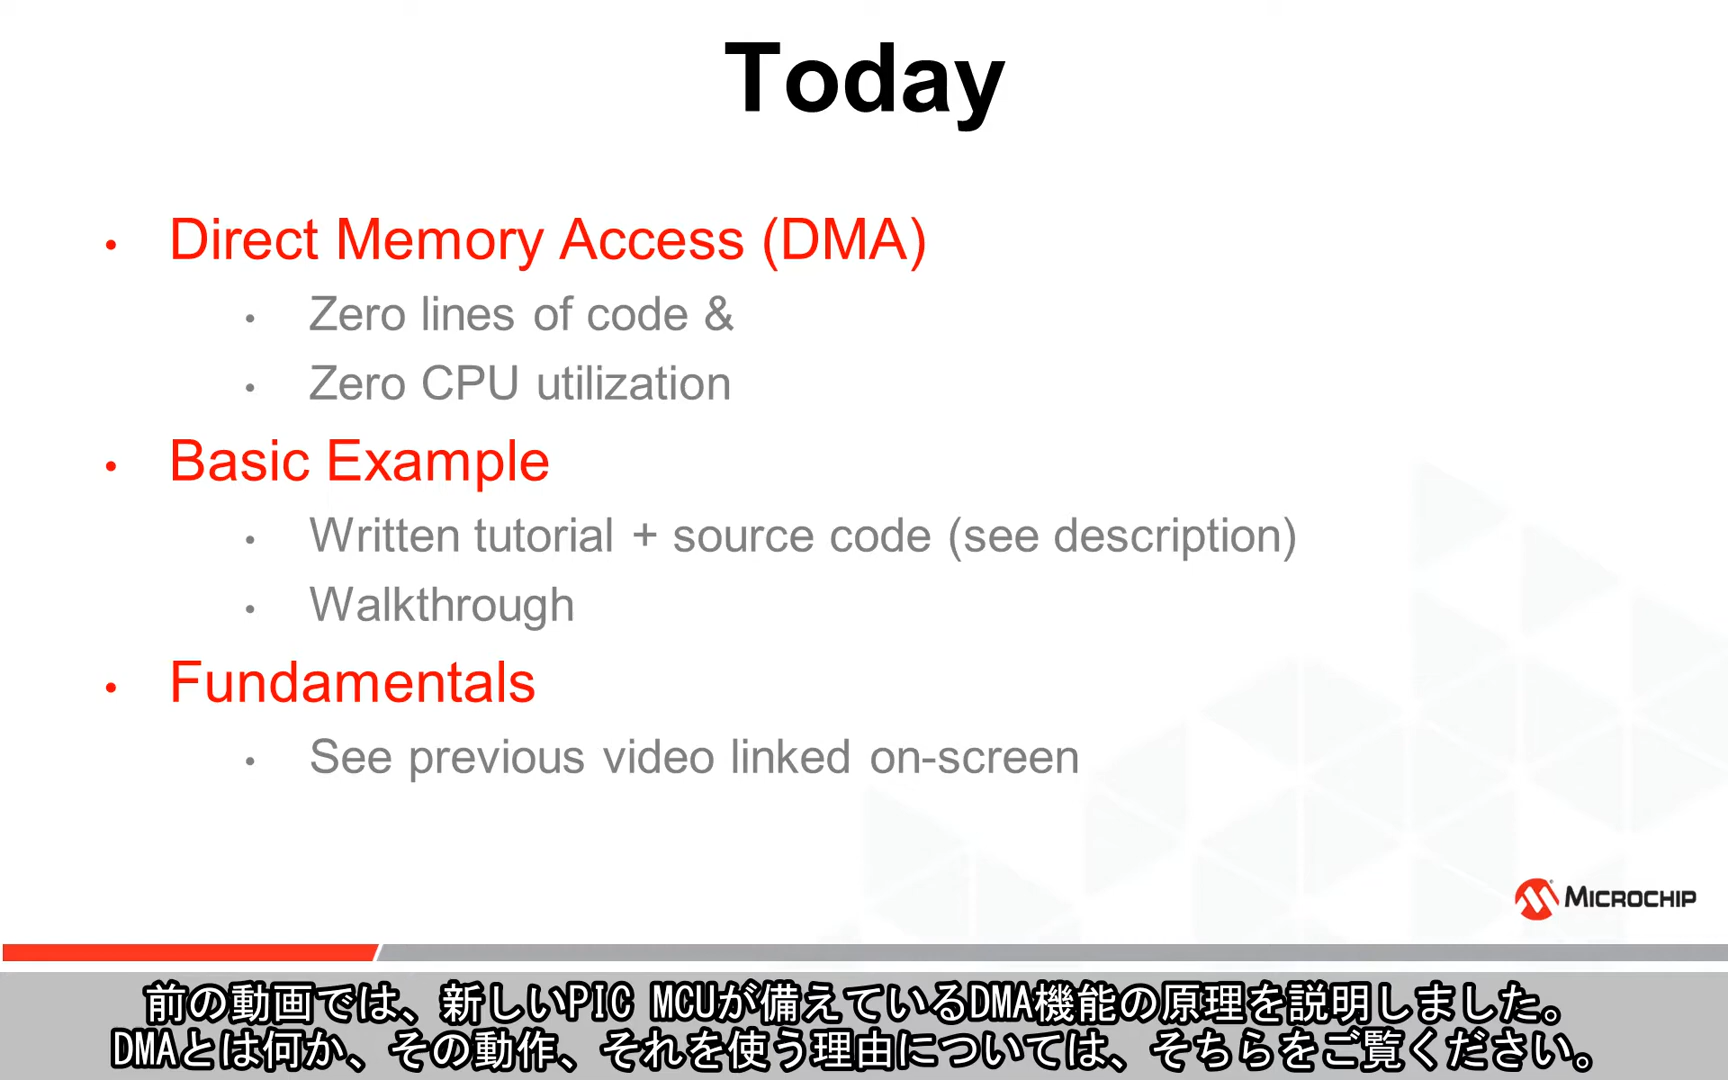 Today
• Direct Memory Access (DMA)
• Zero lines of code &
• Zero CPU utilization
• Basic Example
• Written tutorial + source code (see description)
• Walkthrough
• Fundamentals
• See previous video linked on-screen
MICROCHIP
前の動画では、新しいPIC MCUが備えているDMA機能の原理を説明しました。
DMAとは何か、その動作、それを使う理由については、そちらをご覧ください。